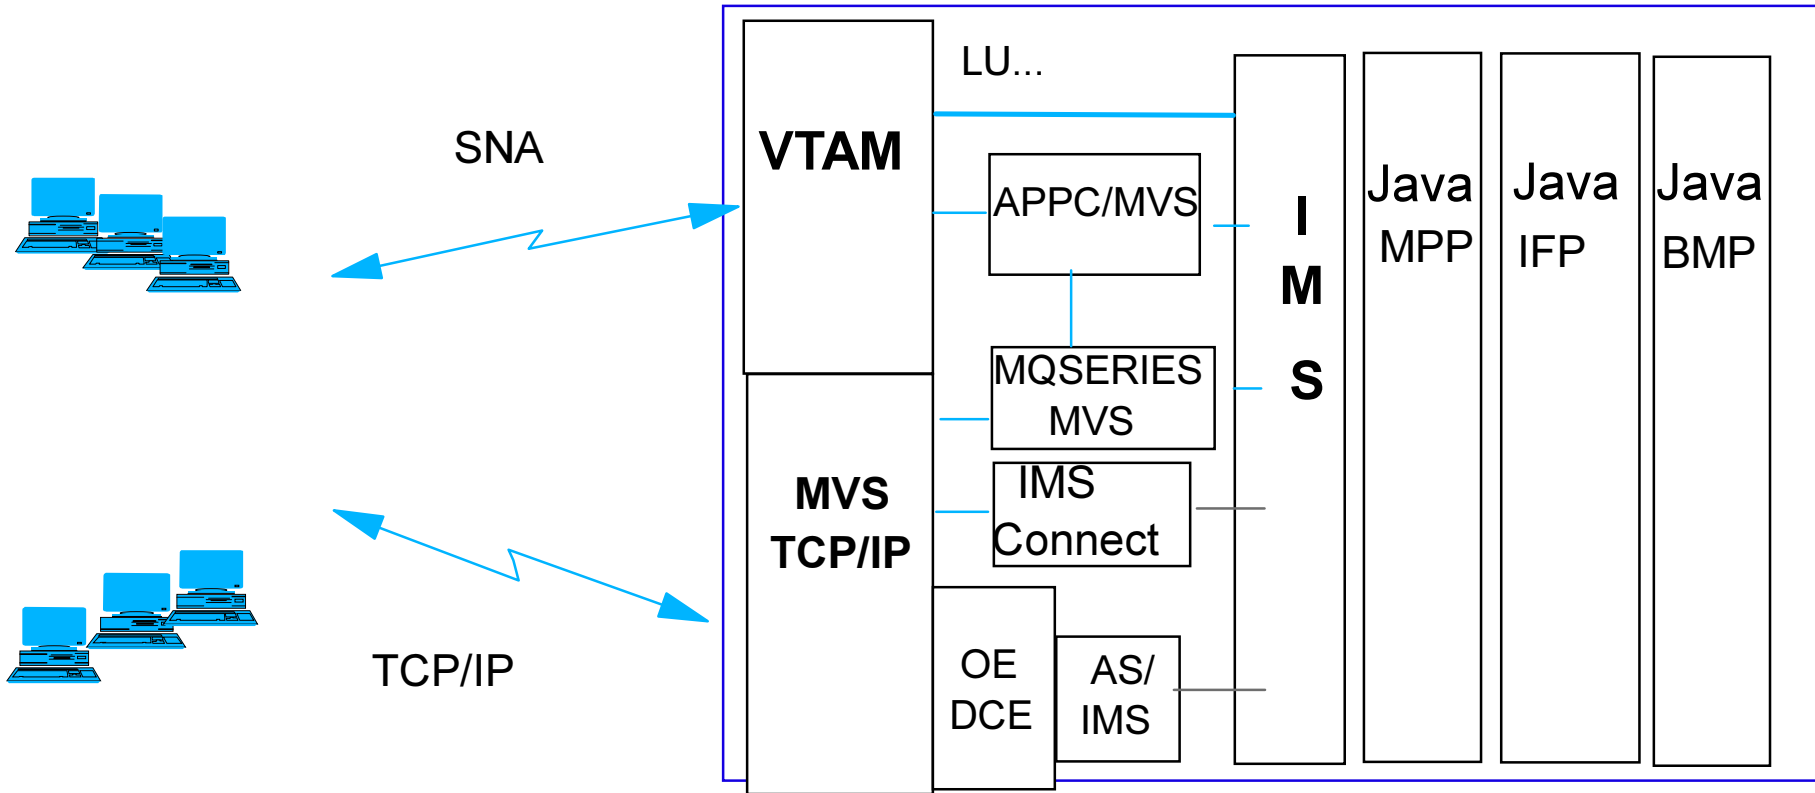 SNA
TCP/IP
VTAM
MVS
TCP/IP
LU...
APPC/MVS
MQSERIES
MVS
IMS
Connect
OE
DCE
AS/
IMS
I
M
S
Java
MPP
Java
IFP
Java
BMP